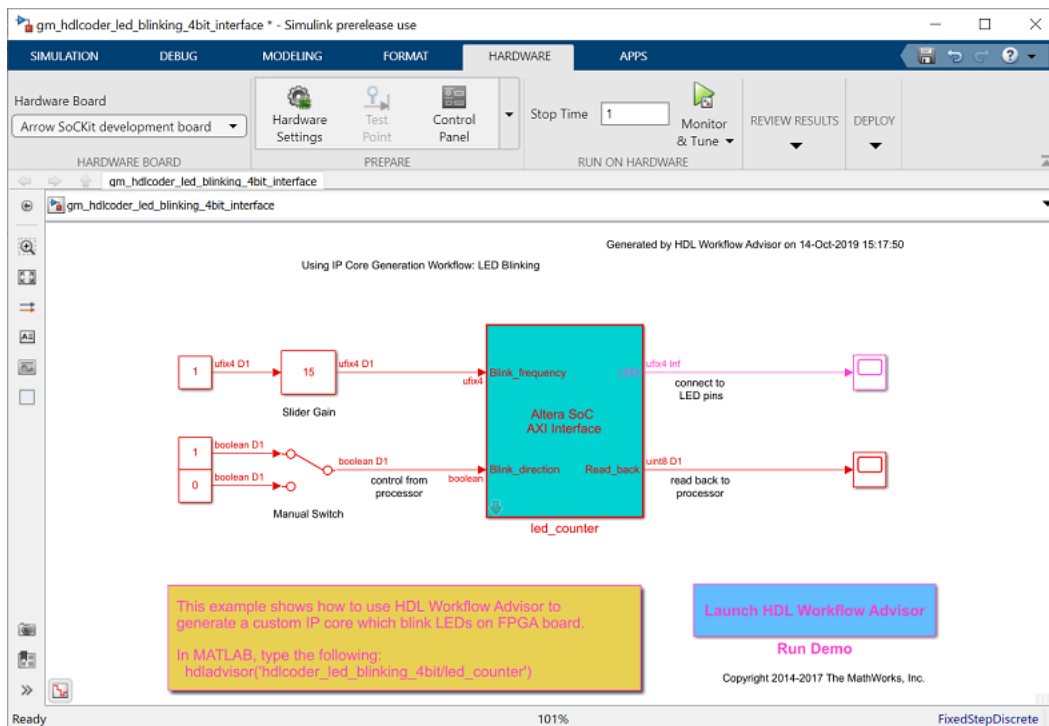 gm_hdlcoder_led_blinking_4bit_interface * - Simulink prerelease use
SIMULATION DEBUG MODELING FORMAT HARDWARE APPS
Hardware Board
Arrow SoCKit development board
Hardware Settings
Test Point
Control Panel
Stop Time 1
Monitor & Tune
REVIEW RESULTS
DEPLOY
HARDWARE BOARD PREPARE RUN ON HARDWARE
gm_hdlcoder_led_blinking_4bit_interface
gm_hdlcoder_led_blinking_4bit_interface
Generated by HDL Workflow Advisor on 14-Oct-2019 15:17:50
Using IP Core Generation Workflow: LED Blinking
1
ufix4 D1
15
ufix4 D1
ufix4
Slider Gain
Blink_frequency
LED
ufix4 Inf
connect to
LED pins
Altera SoC
AXI Interface
1
boolean D1
0
boolean D1
boolean D1
control from
processor
boolean
Manual Switch
Blink_direction
Read_back
uint8 D1
read back to
processor
led_counter
This example shows how to use HDL Workflow Advisor to
generate a custom IP core which blink LEDs on FPGA board.
In MATLAB, type the following:
hdladvisor('hdlcoder_led_blinking_4bit/led_counter')
Launch HDL Workflow Advisor
Run Demo
Copyright 2014-2017 The MathWorks, Inc.
Ready 101% FixedStepDiscrete